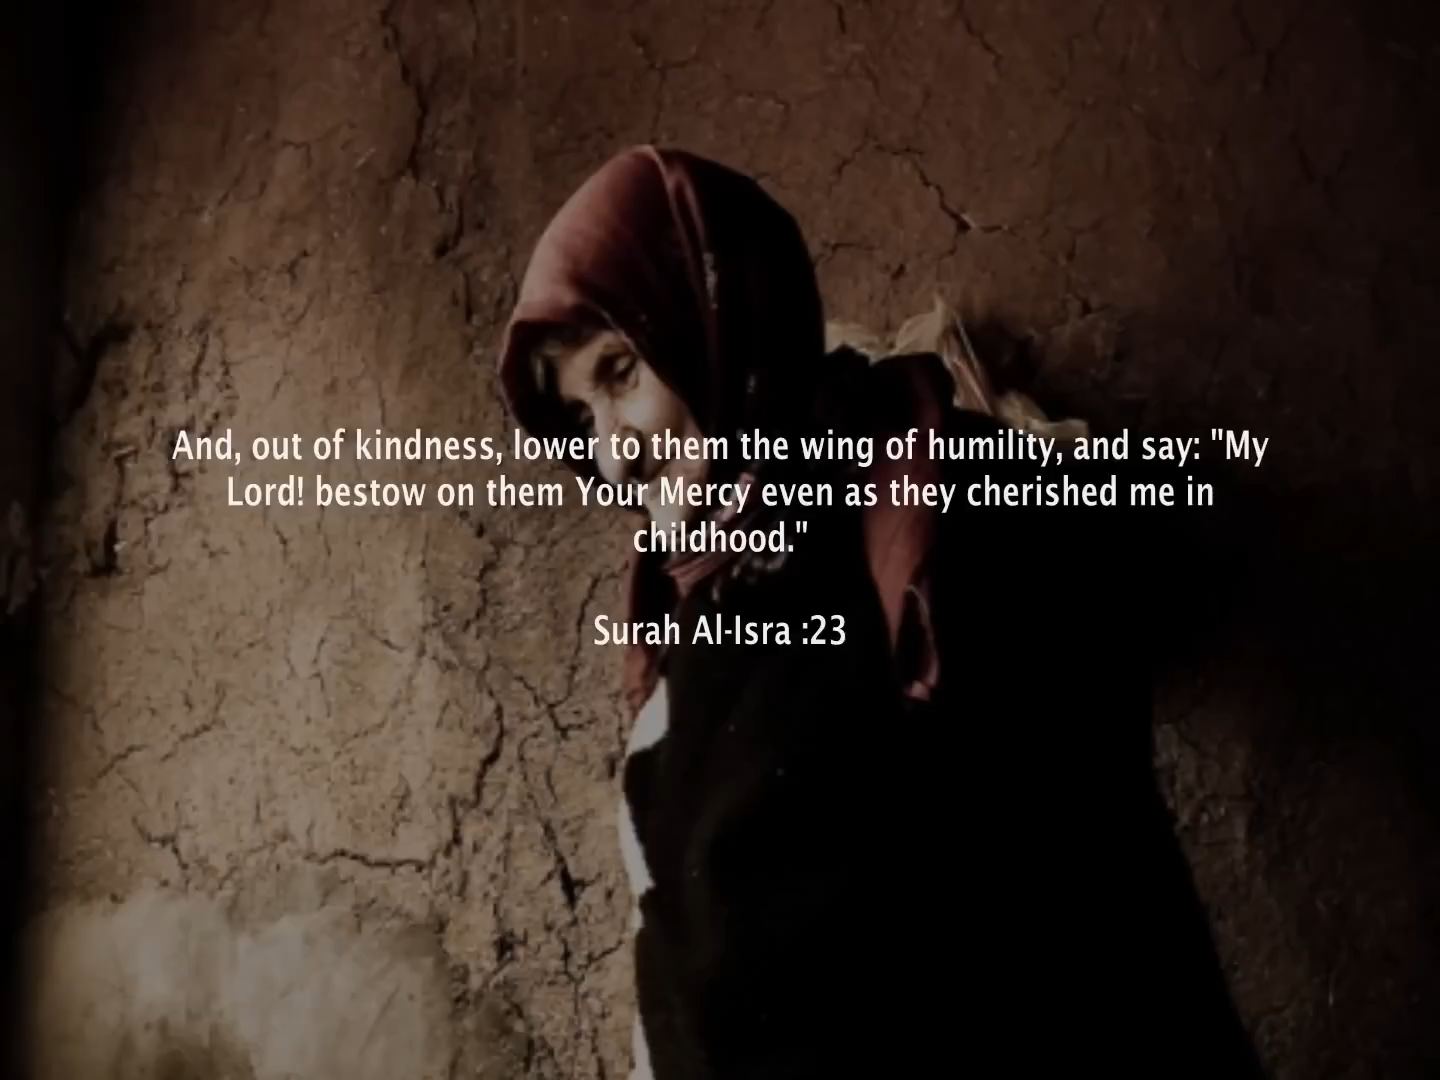 And, out of kindness, lower to them the wing of humility, and say: "My
Lord! bestow on them Your Mercy even as they cherished me in
childhood."
Surah Al-Isra :23